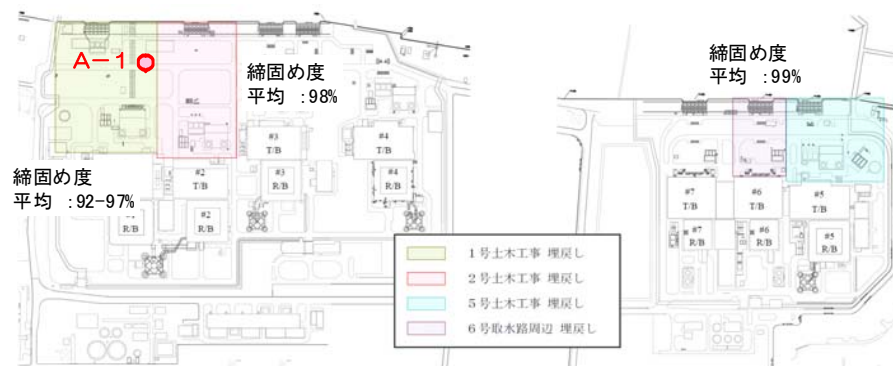 A-1
締固め度
平均 :98%
締固め度
平均 :92-97%
締固め度
平均 :99%
#3
T/B
#4
T/B
#2
T/B
#3
R/B
#4
R/B
R/B
#2
R/B
#7
T/B
#6
T/B
#5
T/B
#7
R/B
#6
R/B
#5
R/B
1号土木工事 埋戻し
2号土木工事 埋戻し
5号土木工事 埋戻し
6号取水路周辺 埋戻し